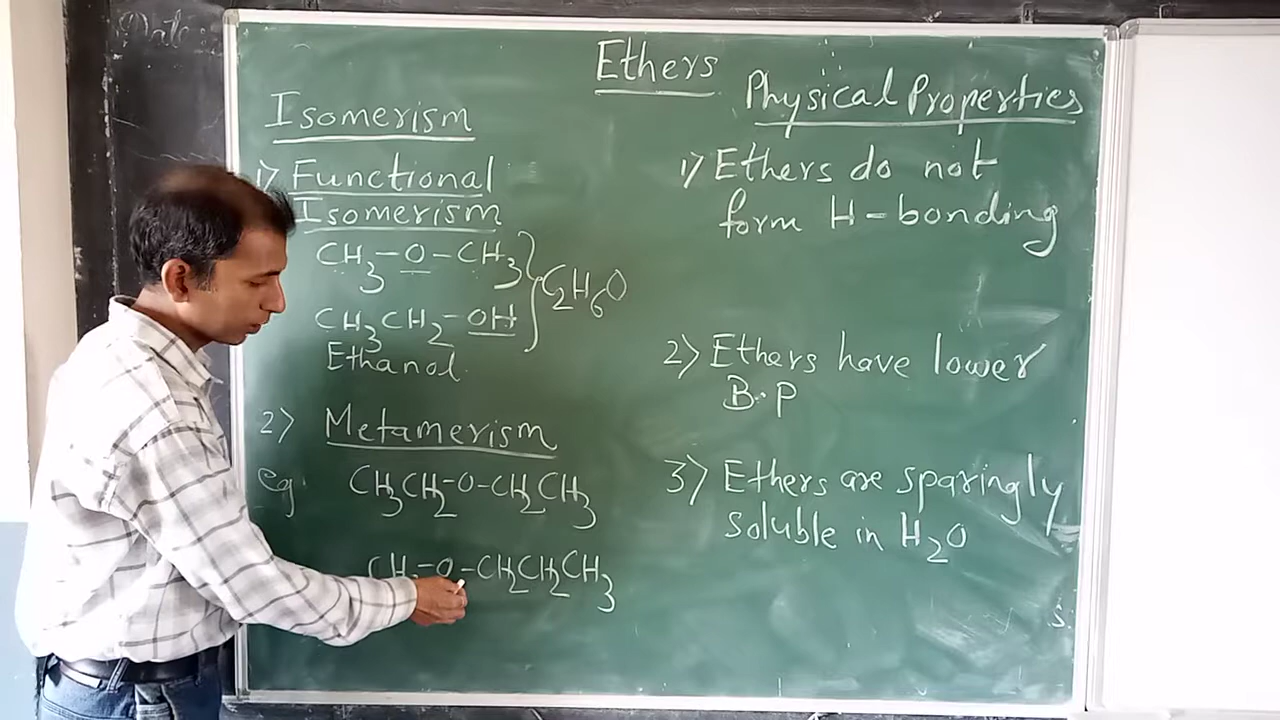 Date:
Ethers
Isomerism
1) Functional
Isomerism
CH3-O-CH3
CH3CH2-OH
} C2H6O
Ethanol.
2) Metamerism
eg. CH3CH2-O-CH2CH3
CH3-O-CH2CH2CH3
Physical Properties
1) Ethers do not
form H-bonding
2) Ethers have lower
B.P
3) Ethers are sparingly
soluble in H2O